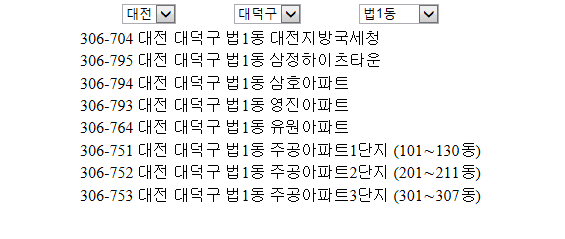 대전 대덕구 법1동
306-704 대전 대덕구 법1동 대전지방국세청
306-795 대전 대덕구 법1동 삼정하이츠타운
306-794 대전 대덕구 법1동 삼호아파트
306-793 대전 대덕구 법1동 영진아파트
306-764 대전 대덕구 법1동 유원아파트
306-751 대전 대덕구 법1동 주공아파트1단지 (101~130동)
306-752 대전 대덕구 법1동 주공아파트2단지 (201~211동)
306-753 대전 대덕구 법1동 주공아파트3단지 (301~307동)